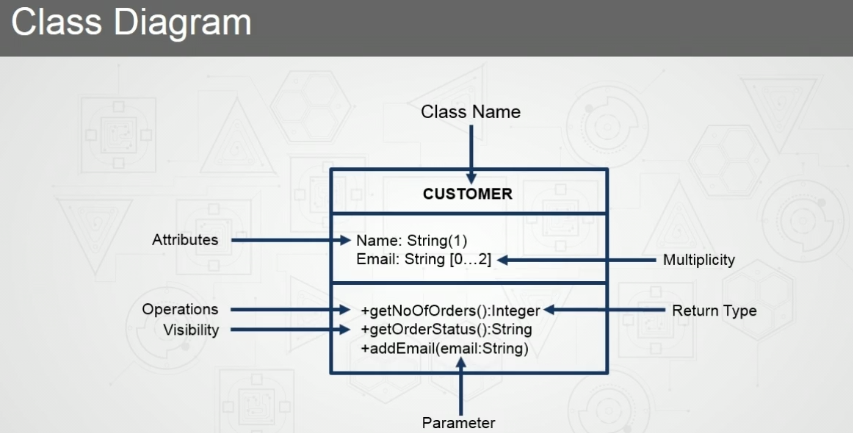 Class Diagram
Class Name
CUSTOMER
Attributes
Name: String(1)
Email: String [0...2]
Multiplicity
Operations
+getNoOfOrders():Integer
Return Type
Visibility
+getOrderStatus():String
+addEmail(email:String)
Parameter